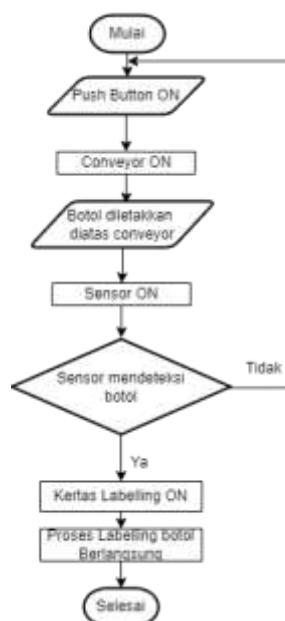 Mulai
Push Button ON
Conveyor ON
Botol diletakkan
diatas conveyor
Sensor ON
Sensor mendeteksi
botol
Tidak
Ya
Kertas Labelling ON
Proses Labelling botol
Berlangsung
Selesai